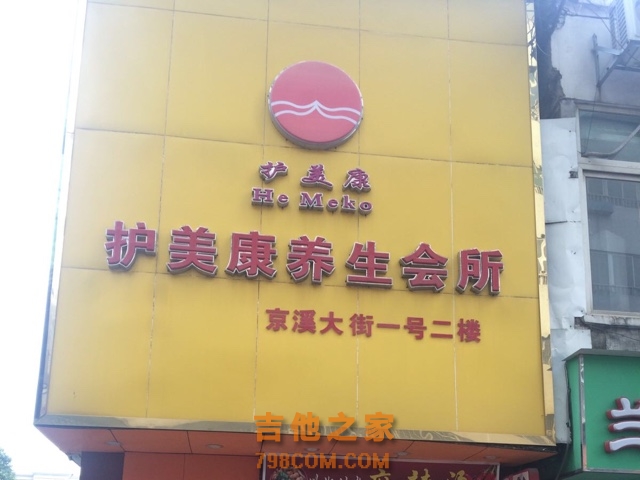 护美康
He Meko
护美康养生会所
京溪大街一号二楼
吉他之家
798COM.COM